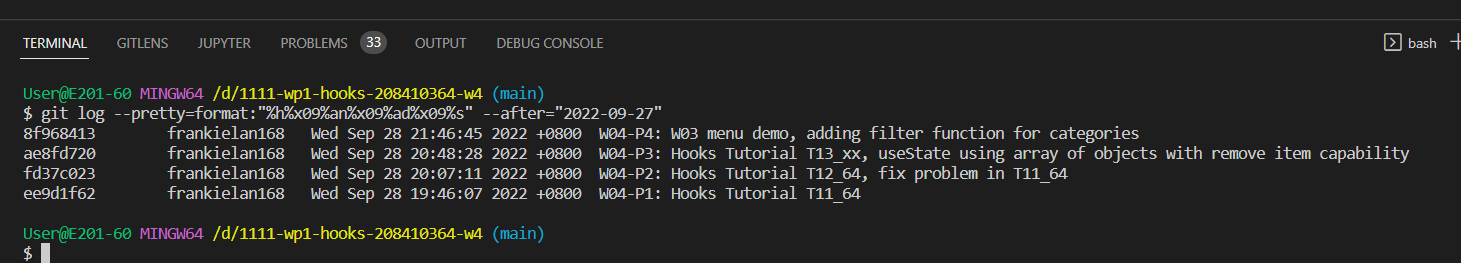 TERMINAL GITLENS JUPYTER PROBLEMS 33 OUTPUT DEBUG CONSOLE bash
User@E201-60 MINGW64 /d/1111-wp1-hooks-208410364-w4 (main)
$ git log --pretty=format:"%h%x09%an%x09%ad%x09%s" --after="2022-09-27"
8f968413 frankielan168 Wed Sep 28 21:46:45 2022 +0800 W04-P4: W03 menu demo, adding filter function for categories
ae8fd720 frankielan168 Wed Sep 28 20:48:28 2022 +0800 W04-P3: Hooks Tutorial T13_xx, useState using array of objects with remove item capability
fd37c023 frankielan168 Wed Sep 28 20:07:11 2022 +0800 W04-P2: Hooks Tutorial T12_64, fix problem in T11_64
ee9d1f62 frankielan168 Wed Sep 28 19:46:07 2022 +0800 W04-P1: Hooks Tutorial T11_64
User@E201-60 MINGW64 /d/1111-wp1-hooks-208410364-w4 (main)
$